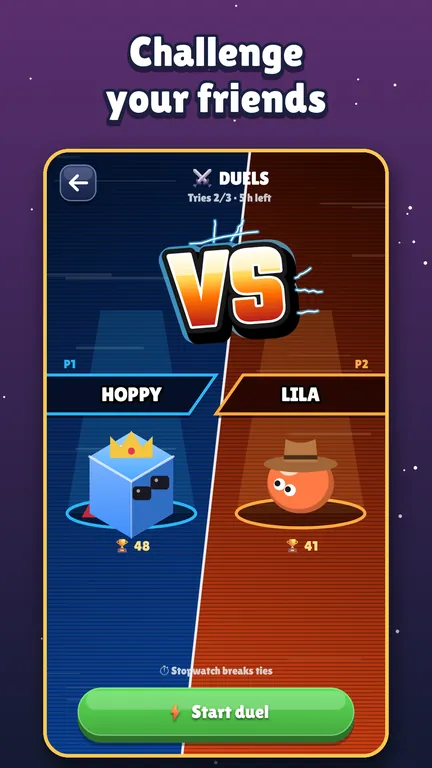 Challenge
your friends
DUELS
Tries 2/3 • 5h left
VS
P1
P2
HOPPY
LILA
48
41
Stopwatch breaks ties
Start duel